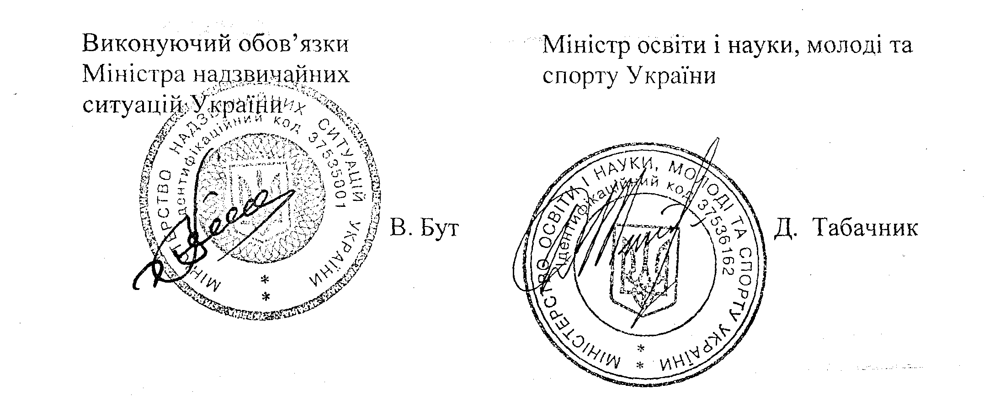 Виконуючий обов’язки
Міністра надзвичайних
ситуацій України
В. Бут
МІНІСТЕРСТВО НАДЗВИЧАЙНИХ СИТУАЦІЙ УКРАЇНИ
Ідентифікаційний код 37535001
* *
Міністр освіти і науки, молоді та
спорту України
Д. Табачник
МІНІСТЕРСТВО ОСВІТИ І НАУКИ, МОЛОДІ ТА СПОРТУ УКРАЇНИ
Ідентифікаційний код 37536162
* *